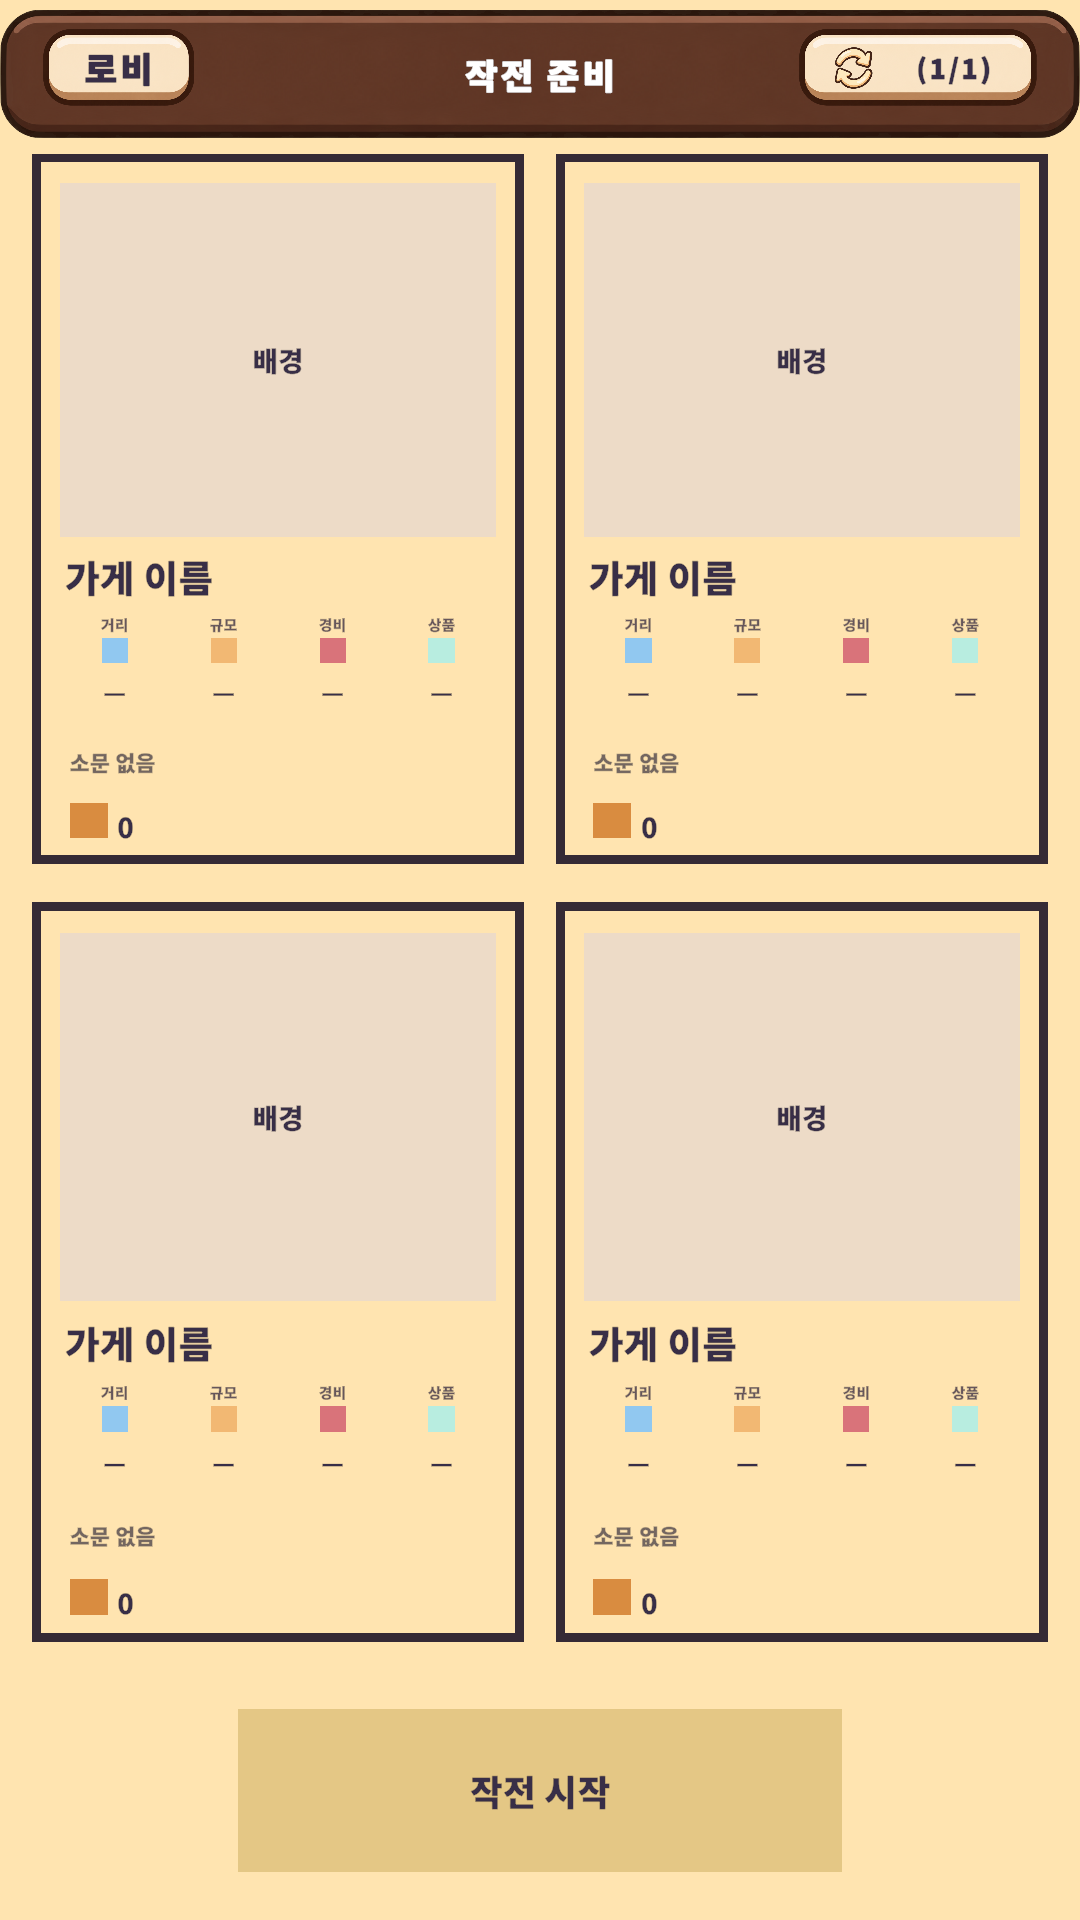 로비
작전 준비
(1/1)
배경
배경
가게 이름
가게 이름
거리 규모 경비 상품
거리 규모 경비 상품
— — — —
— — — —
소문 없음
소문 없음
0
0
배경
배경
가게 이름
가게 이름
거리 규모 경비 상품
거리 규모 경비 상품
— — — —
— — — —
소문 없음
소문 없음
0
0
작전 시작